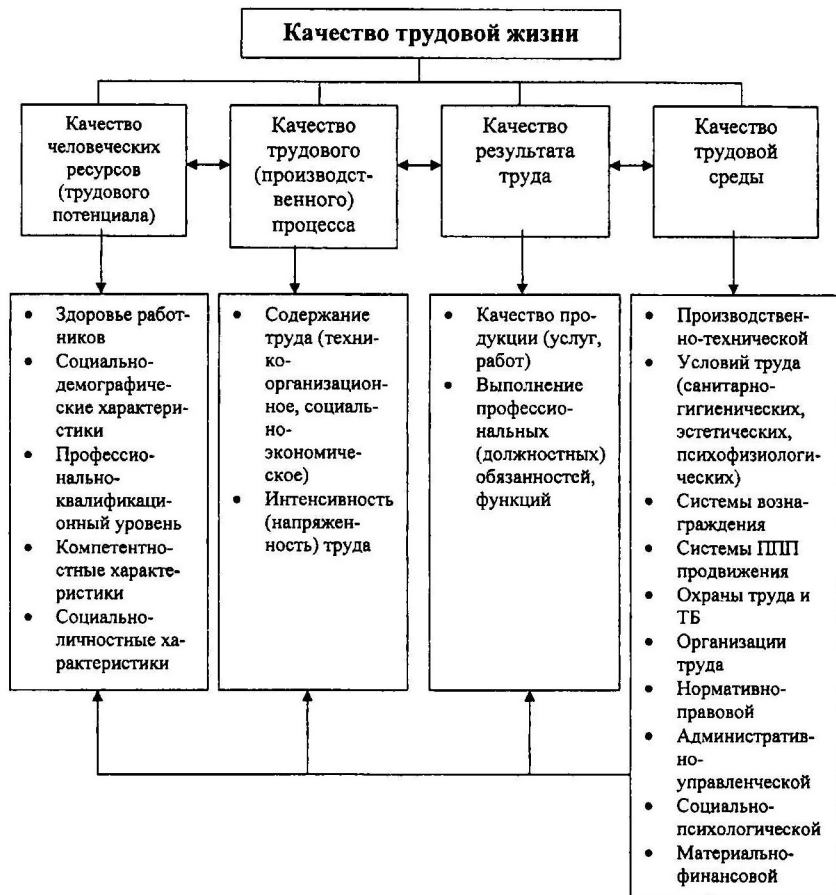 Качество трудовой жизни
Качество
человеческих
ресурсов
(трудового
потенциала)
Качество
трудового
(производст-
венного)
процесса
Качество
результата
труда
Качество
трудовой
среды
• Здоровье работ-
ников
• Социально-
демографиче-
ские характери-
стики
• Профессио-
нально-
квалификаци-
онный уровень
• Компетентно-
стные характе-
ристики
• Социально-
личностные ха-
рактеристики
• Содержание
труда (техни-
ко-
организацион-
ное, социаль-
но-
экономиче-
ское)
• Интенсивность
(напряжен-
ность) труда
• Качество про-
дукции (услуг,
работ)
• Выполнение
профессио-
нальных
(должностных)
обязанностей,
функций
• Производствен-
но-технической
• Условий труда
(санитарно-
гигиенических,
эстетических,
психофизиологи-
ческих)
• Системы возна-
граждения
• Системы ППП
продвижения
• Охраны труда и
ТБ
• Организации
труда
• Нормативно-
правовой
• Административ-
но-
управленческой
• Социально-
психологической
• Материально-
финансовой